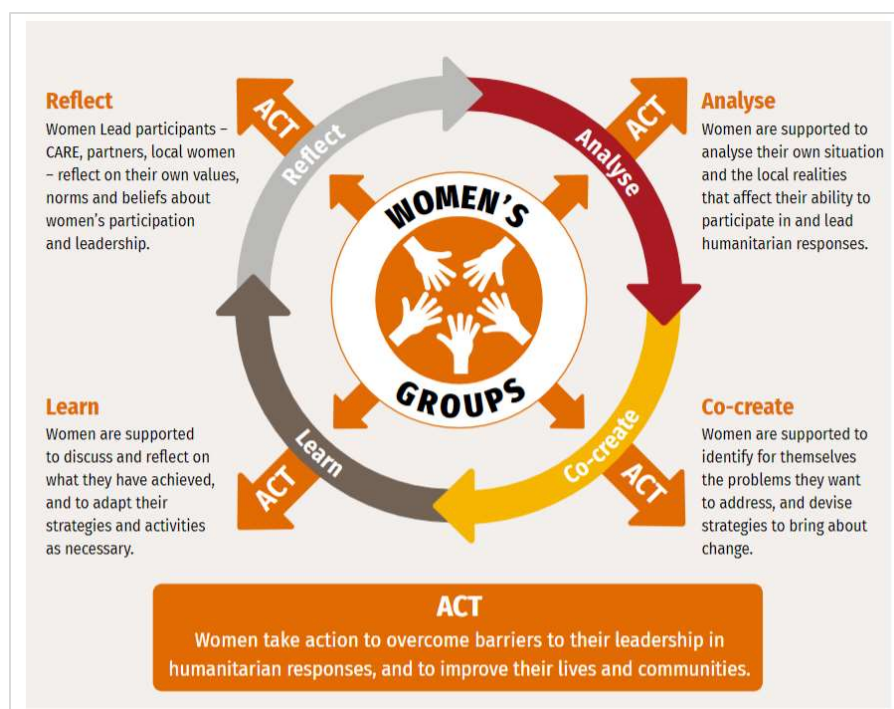 Reflect
Women Lead participants –
CARE, partners, local women
– reflect on their own values,
norms and beliefs about
women's participation
and leadership.
ACT
Reflect
Analyse
ACT
Analyse
Women are supported to
analyse their own situation
and the local realities
that affect their ability to
participate in and lead
humanitarian responses.
WOMEN'S
GROUPS
Learn
Women are supported
to discuss and reflect on
what they have achieved,
and to adapt their
strategies and activities
as necessary.
ACT
Learn
Co-create
ACT
Co-create
Women are supported to
identify for themselves
the problems they want
to address, and devise
strategies to bring about
change.
ACT
Women take action to overcome barriers to their leadership in
humanitarian responses, and to improve their lives and communities.